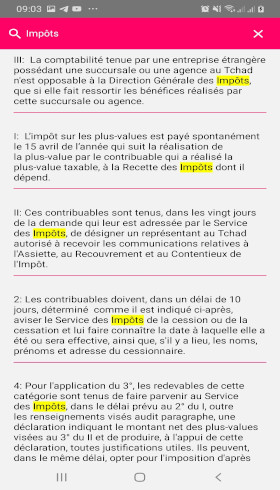 09:03
Impôts
III: La comptabilité tenue par une entreprise étrangère
possédant une succursale ou une agence au Tchad
n'est opposable à la Direction Générale des Impôts,
que si elle fait ressortir les bénéfices réalisés par
cette succursale ou agence.
I: L'impôt sur les plus-values est payé spontanément
le 15 avril de l'année qui suit la réalisation de
la plus-value par le contribuable qui a réalisé la
plus-value taxable, à la Recette des Impôts dont il
dépend.
II: Ces contribuables sont tenus, dans les vingt jours
de la demande qui leur est adressée par le Service
des Impôts, de désigner un représentant au Tchad
autorisé à recevoir les communications relatives à
l'Assiette, au Recouvrement et au Contentieux de
l'Impôt.
2: Les contribuables doivent, dans un délai de 10
jours, déterminé comme il est indiqué ci-après,
aviser le Service des Impôts de la cession ou de la
cessation et lui faire connaître la date à laquelle elle a
été ou sera effective, ainsi que, s'il y a lieu, les noms,
prénoms et adresse du cessionnaire.
4: Pour l'application du 3°, les redevables de cette
catégorie sont tenus de faire parvenir au Service
des Impôts, dans le délai prévu au 2° du I, outre
les renseignements visés audit paragraphe, une
déclaration indiquant le montant net des plus-values
visées au 3° du II et de produire, à l'appui de cette
déclaration, toutes justifications utiles. Ils peuvent,
dans le même délai, opter pour l'imposition d'après